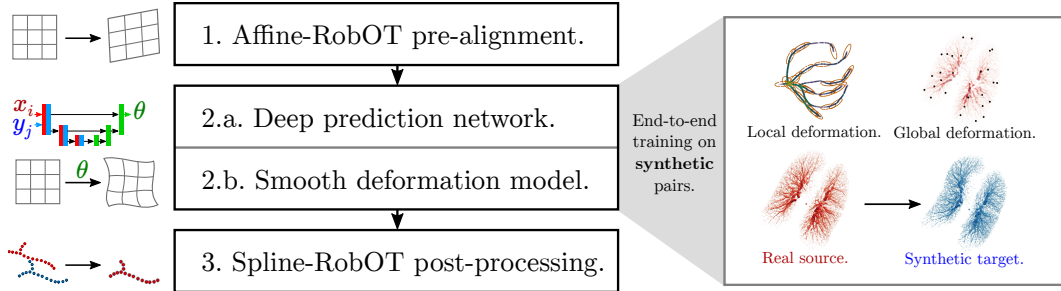 1. Affine-RobOT pre-alignment.
x_i
y_j
θ
2.a. Deep prediction network.
θ
2.b. Smooth deformation model.
3. Spline-RobOT post-processing.
End-to-end
training on
synthetic
pairs.
Local deformation. Global deformation.
Real source. Synthetic target.